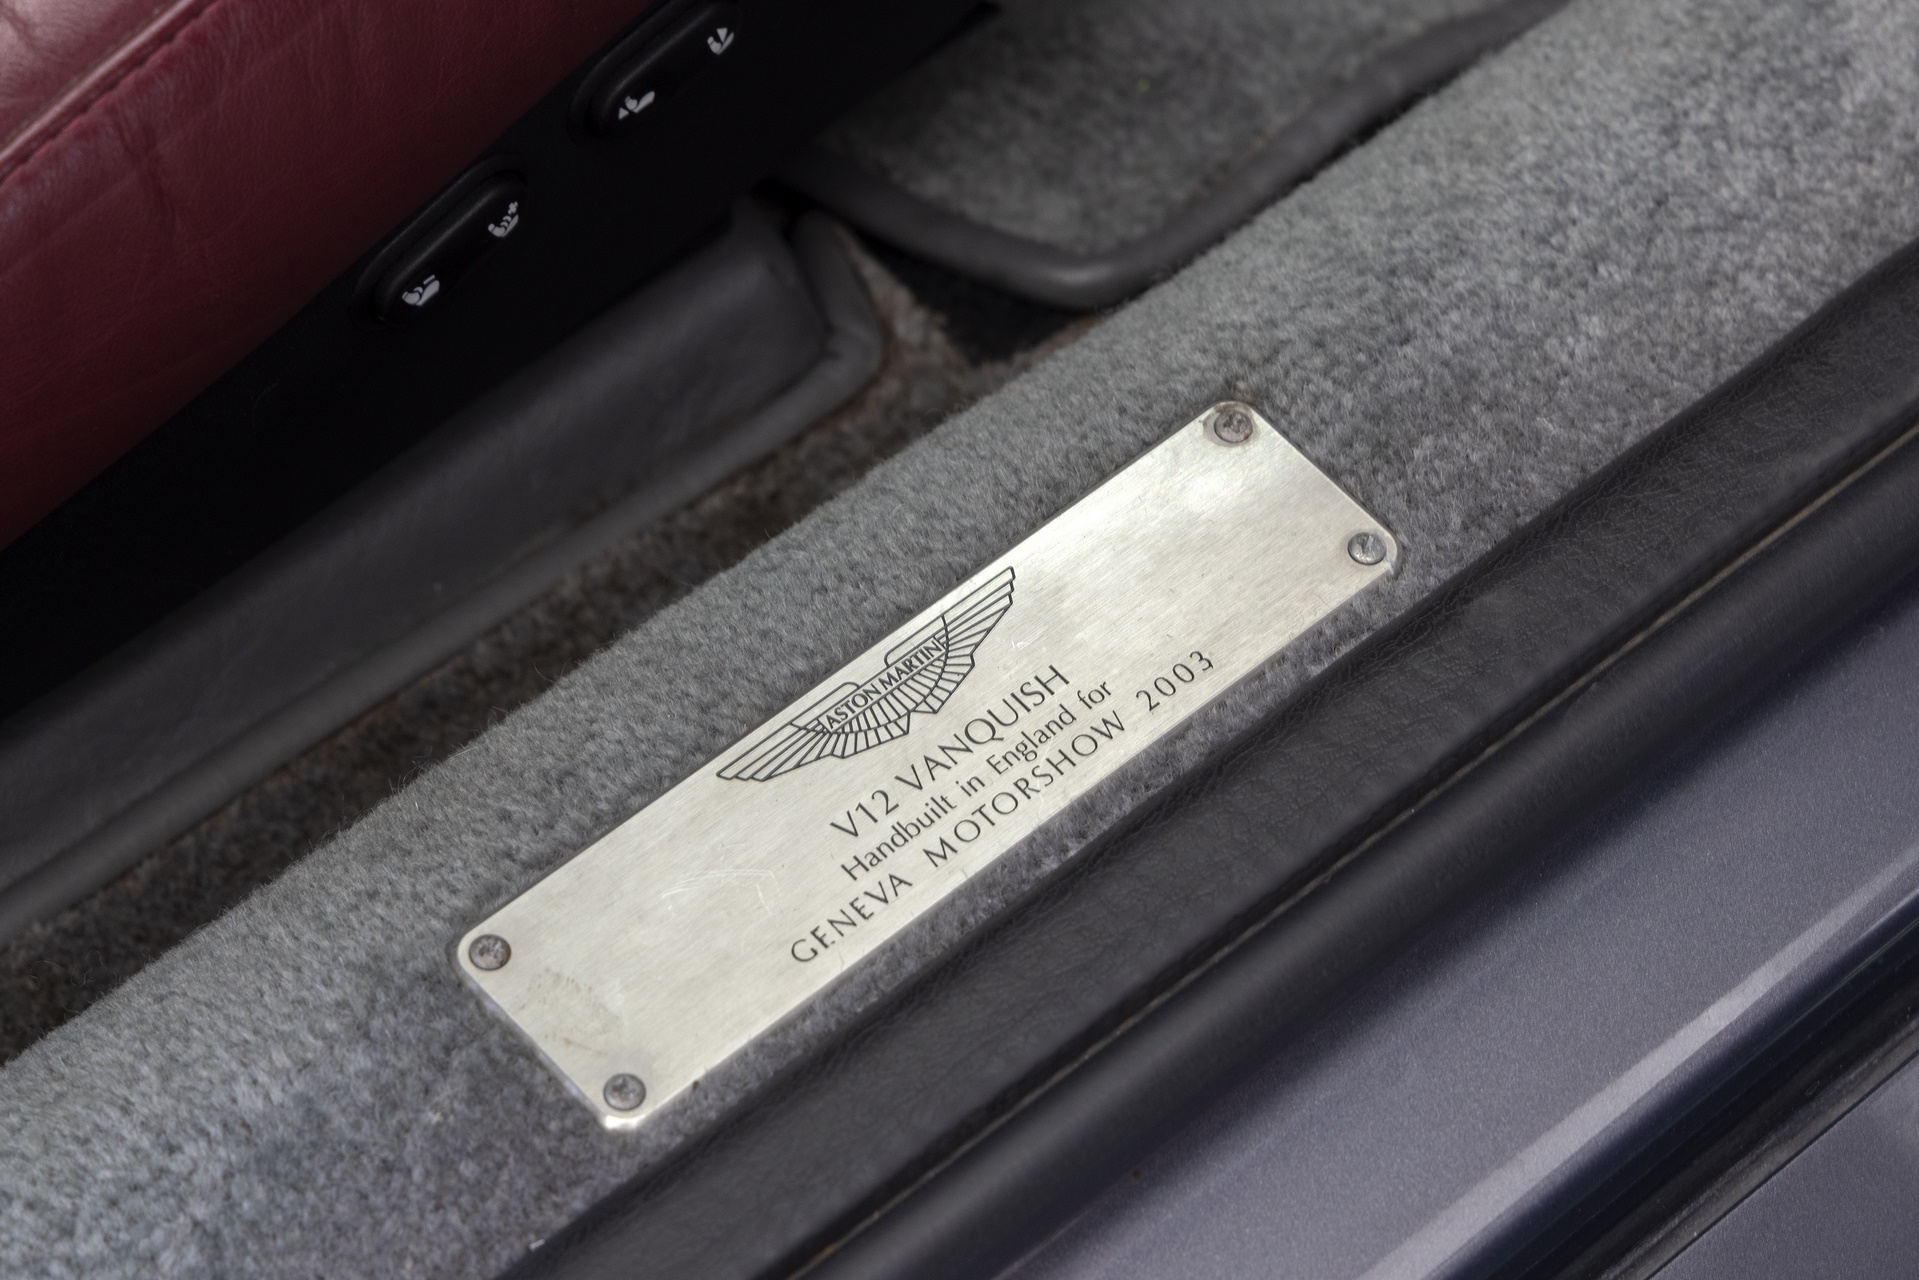 ASTON MARTIN
V12 VANQUISH
Handbuilt in England for
GENEVA MOTORSHOW 2003